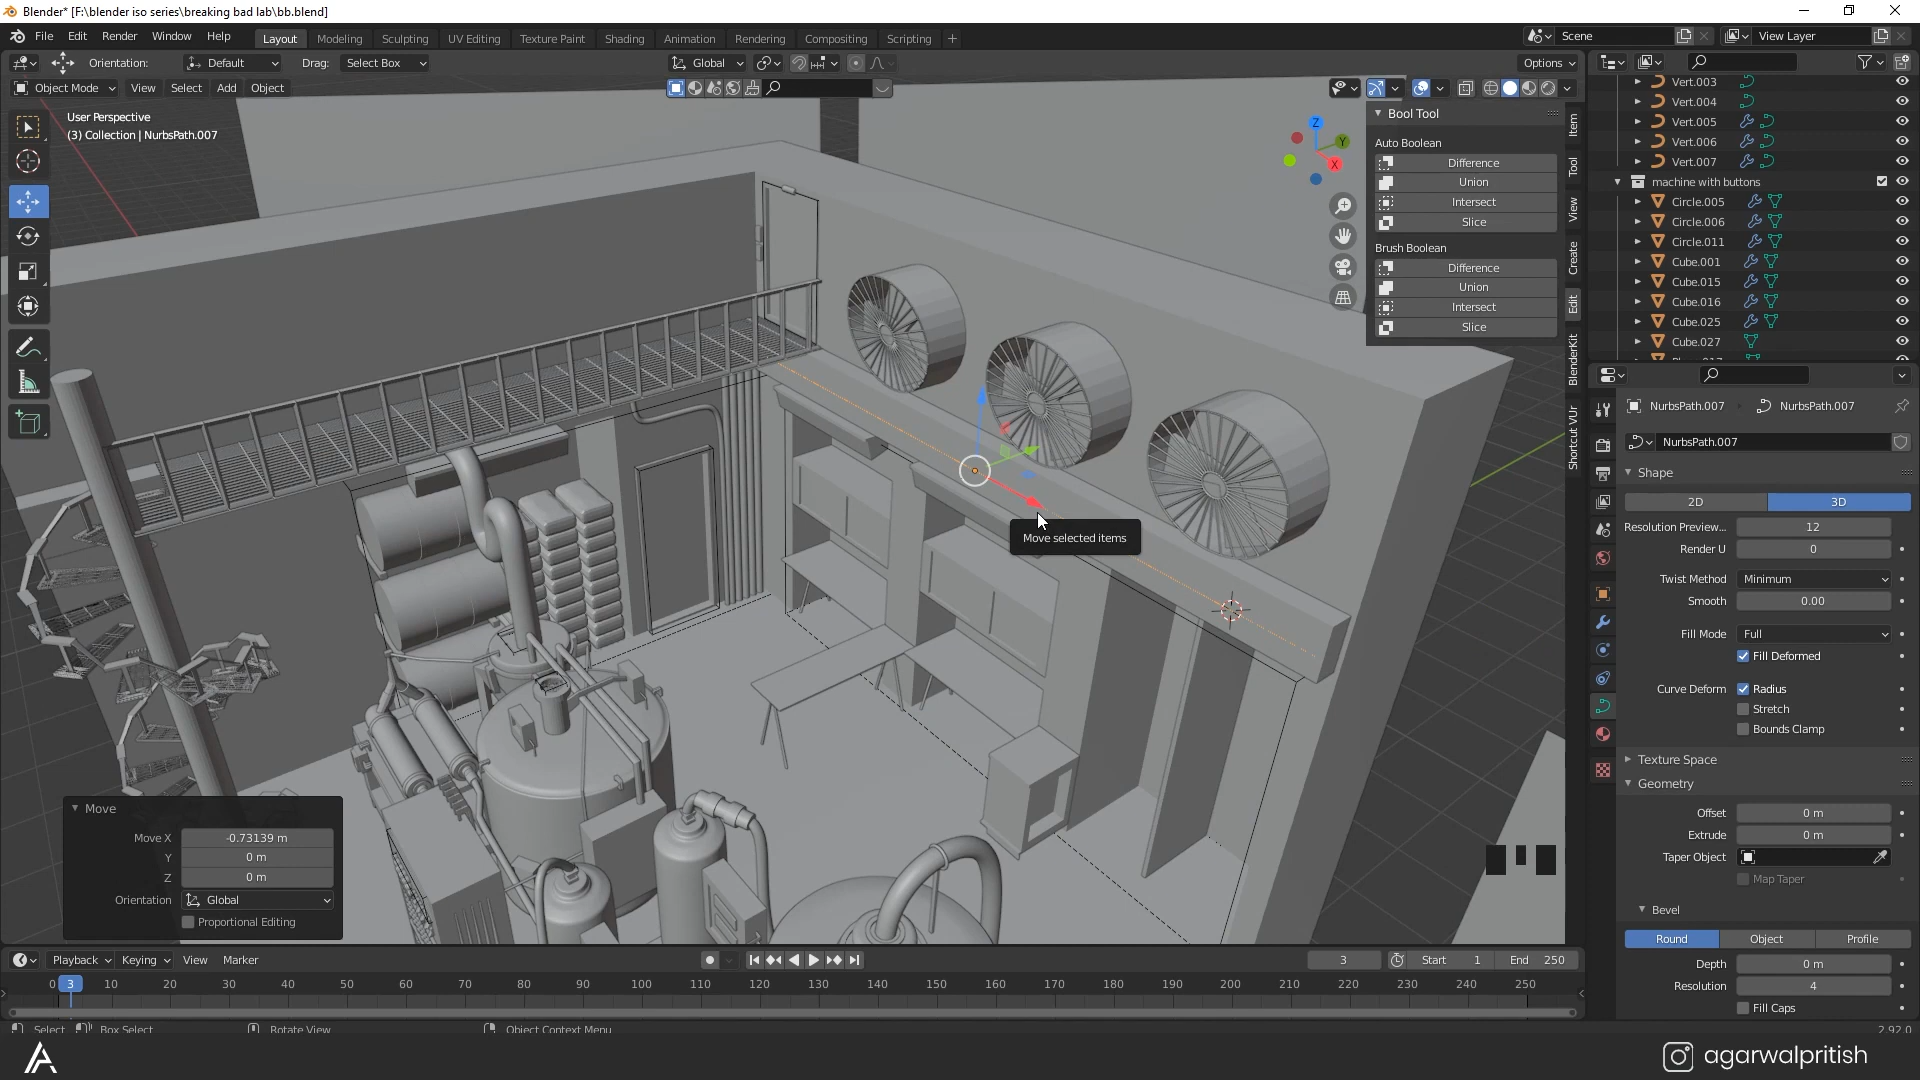 Blender* [F:\blender iso series\breaking bad lab\bb.blend]
File Edit Render Window Help
Layout Modeling Sculpting UV Editing Texture Paint Shading Animation Rendering Compositing Scripting +
Scene
View Layer
Orientation: Default Drag: Select Box
Global
Options
Object Mode View Select Add Object
User Perspective
(3) Collection | NurbsPath.007
Z
Y
X
Bool Tool
Auto Boolean
Difference
Union
Intersect
Slice
Brush Boolean
Difference
Union
Intersect
Slice
Item
Tool
View
Create
Edit
BlenderKit
Shortcut VUr
Vert.003
Vert.004
Vert.005
Vert.006
Vert.007
machine with buttons
Circle.005
Circle.006
Circle.011
Cube.001
Cube.015
Cube.016
Cube.025
Cube.027
NurbsPath.007 NurbsPath.007
NurbsPath.007
Shape
2D 3D
Resolution Preview... 12
Render U 0
Twist Method Minimum
Smooth 0.00
Fill Mode Full
Fill Deformed
Curve Deform Radius
Stretch
Bounds Clamp
Texture Space
Geometry
Offset 0 m
Extrude 0 m
Taper Object
Map Taper
Bevel
Round Object Profile
Depth 0 m
Resolution 4
Fill Caps
Move selected items
Move
Move X -0.73139 m
Y 0 m
Z 0 m
Orientation Global
Proportional Editing
Playback Keying View Marker
3 Start 1 End 250
0 3 10 20 30 40 50 60 70 80 90 100 110 120 130 140 150 160 170 180 190 200 210 220 230 240 250
Select Box Select Rotate View Object Context Menu
2.92.0
agarwalpritish